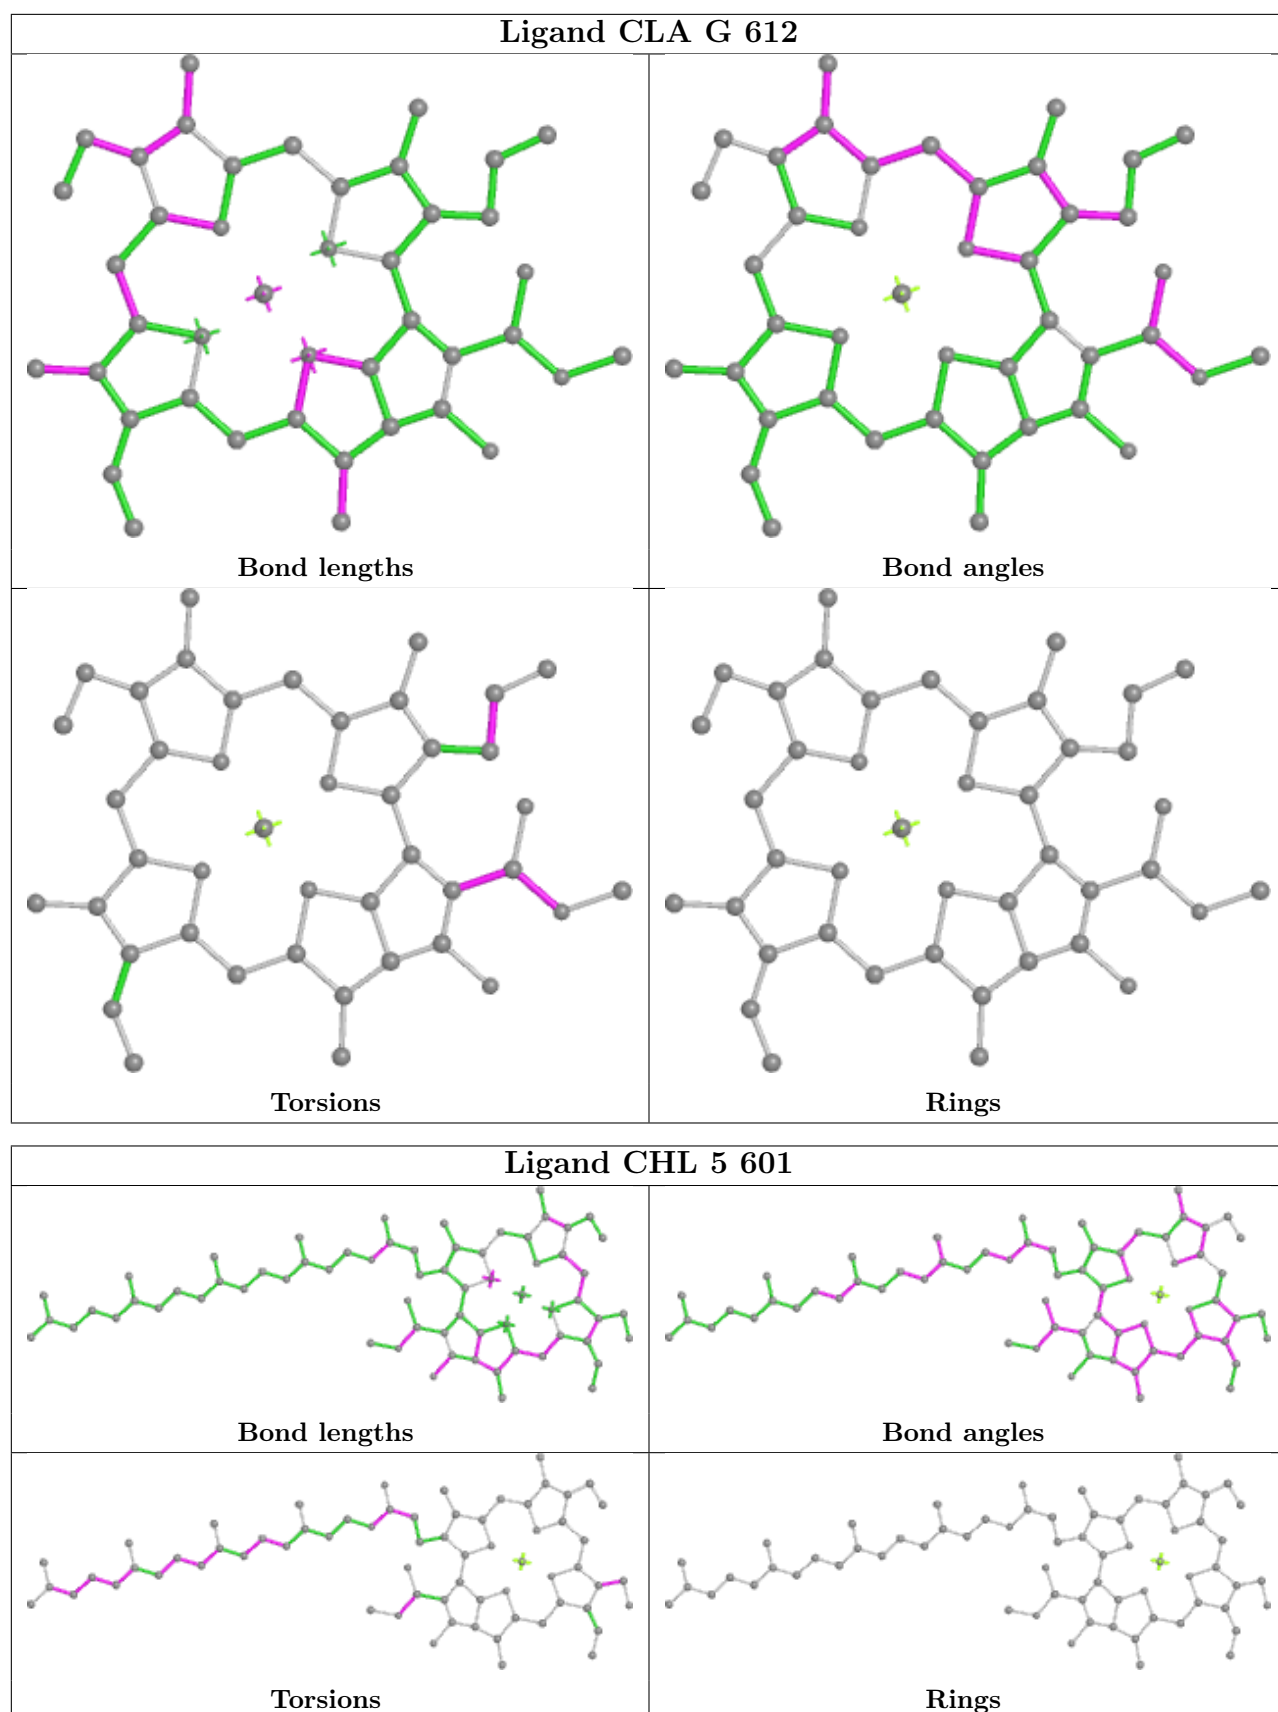 Ligand CLA G 612
Bond lengths
Bond angles
Torsions
Rings
Ligand CHL 5 601
Bond lengths
Bond angles
Torsions
Rings